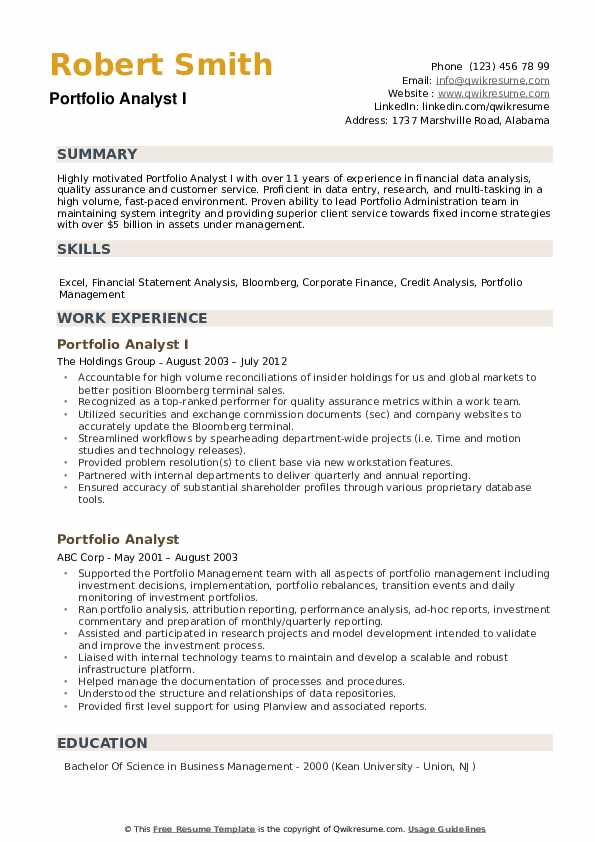 Robert Smith
Portfolio Analyst I
Phone (123) 456 78 99
Email: info@qwikresume.com
Website : www.qwikresume.com
LinkedIn: linkedin.com/qwikresume
Address: 1737 Marshville Road, Alabama
SUMMARY
Highly motivated Portfolio Analyst I with over 11 years of experience in financial data analysis,
quality assurance and customer service. Proficient in data entry, research, and multi-tasking in a
high volume, fast-paced environment. Proven ability to lead Portfolio Administration team in
maintaining system integrity and providing superior client service towards fixed income strategies
with over $5 billion in assets under management.
SKILLS
Excel, Financial Statement Analysis, Bloomberg, Corporate Finance, Credit Analysis, Portfolio
Management
WORK EXPERIENCE
Portfolio Analyst I
The Holdings Group - August 2003 – July 2012
• Accountable for high volume reconciliations of insider holdings for us and global markets to
better position Bloomberg terminal sales.
• Recognized as a top-ranked performer for quality assurance metrics within a work team.
• Utilized securities and exchange commission documents (sec) and company websites to
accurately update the Bloomberg terminal.
• Streamlined workflows by spearheading department-wide projects (i.e. Time and motion
studies and technology releases).
• Provided problem resolution(s) to client base via new workstation features.
• Partnered with internal departments to deliver quarterly and annual reporting.
• Ensured accuracy of substantial shareholder profiles through various proprietary database
tools.
Portfolio Analyst
ABC Corp - May 2001 – August 2003
• Supported the Portfolio Management team with all aspects of portfolio management including
investment decisions, implementation, portfolio rebalances, transition events and daily
monitoring of investment portfolios.
• Ran portfolio analysis, attribution reporting, performance analysis, ad-hoc reports, investment
commentary and preparation of monthly/quarterly reporting.
• Assisted and participated in research projects and model development intended to validate
and improve the investment process.
• Liaised with internal technology teams to maintain and develop a scalable and robust
infrastructure platform.
• Helped manage the documentation of processes and procedures.
• Understood the structure and relationships of data repositories.
• Provided first level support for using Planview and associated reports.
EDUCATION
Bachelor Of Science in Business Management - 2000 (Kean University - Union, NJ )
© This Free Resume Template is the copyright of Qwikresume.com. Usage Guidelines